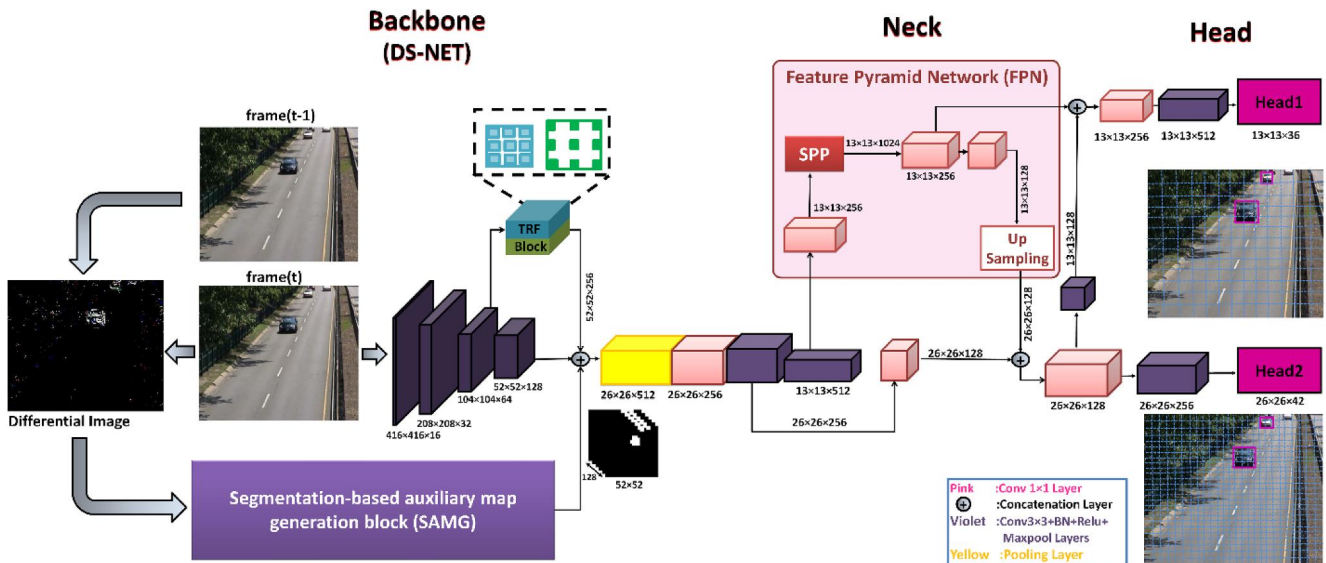 Backbone
(DS-NET)
Neck
Head
frame(t-1)
frame(t)
Differential Image
Segmentation-based auxiliary map
generation block (SAMG)
TRF
Block
416×416×16
208×208×32
104×104×64
52×52×128
52×52×256
128
52×52
26×26×512
26×26×256
13×13×512
26×26×256
Feature Pyramid Network (FPN)
13×13×256
SPP
13×13×1024
13×13×256
13×13×128
Up
Sampling
26×26×128
26×26×128
13×13×128
13×13×256
13×13×512
Head1
13×13×36
26×26×128
26×26×256
Head2
26×26×42
Pink :Conv 1×1 Layer
+ :Concatenation Layer
Violet :Conv3×3+BN+Relu+
Maxpool Layers
Yellow :Pooling Layer